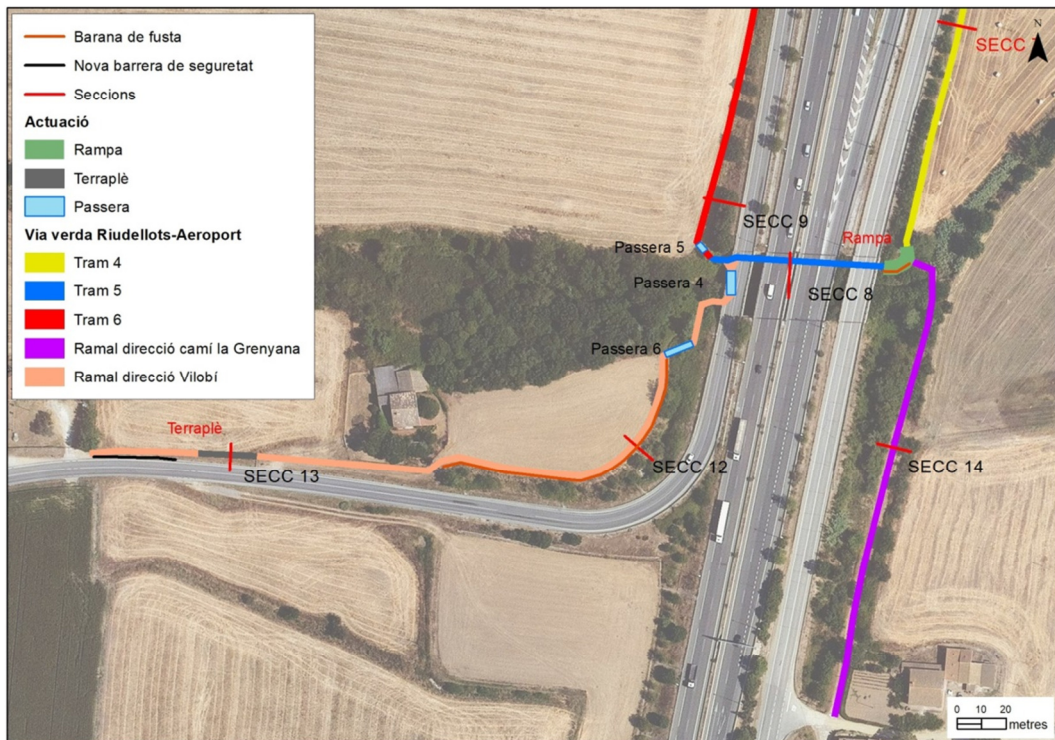 Barana de fusta
Nova barrera de seguretat
Seccions
Actuació
Rampa
Terraplè
Passera
Via verda Riudellots-Aeroport
Tram 4
Tram 5
Tram 6
Ramal direcció camí la Grenyana
Ramal direcció Vilobí
N
SECC
SECC 9
Rampa
Passera 5
Passera 4
SECC 8
Passera 6
Terraplè
SECC 12
SECC 13
SECC 14
0 10 20
metres